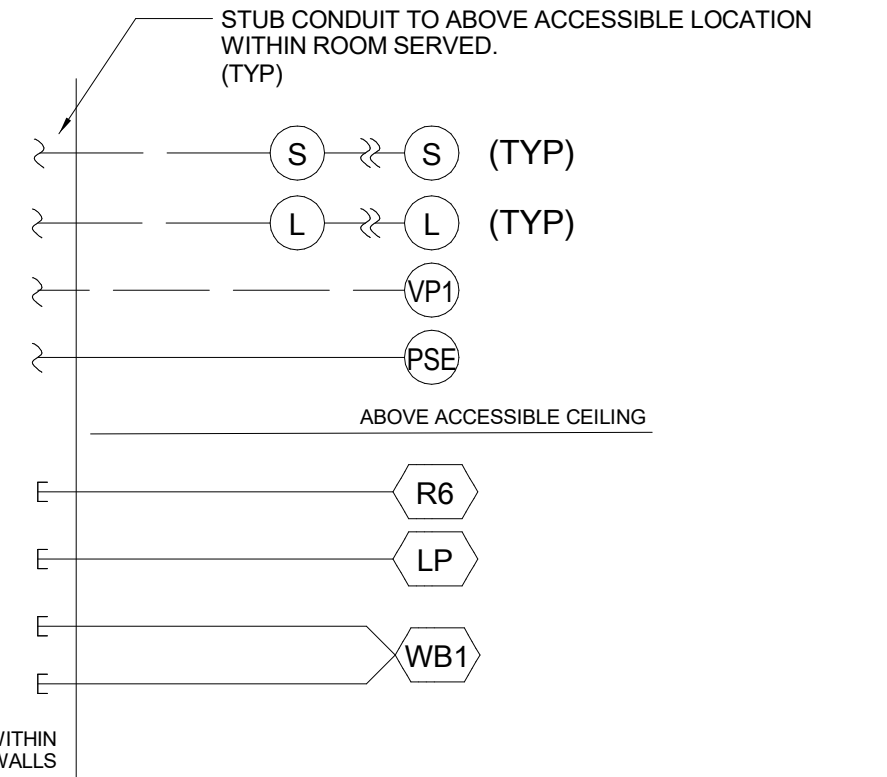 STUB CONDUIT TO ABOVE ACCESSIBLE LOCATION
WITHIN ROOM SERVED.
(TYP)
S S (TYP)
L L (TYP)
VP1
PSE
ABOVE ACCESSIBLE CEILING
R6
LP
WB1
WALLS